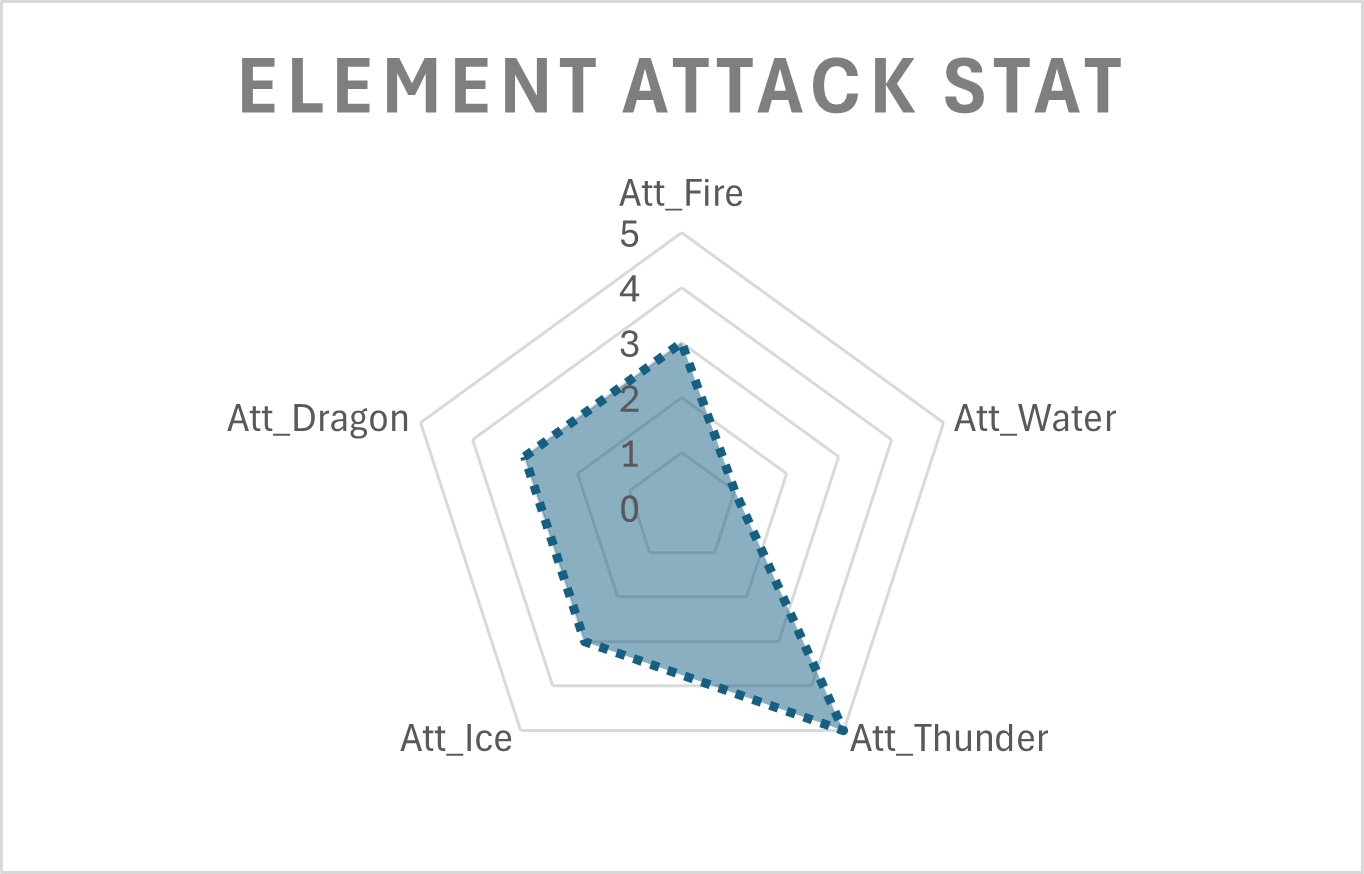 ELEMENT ATTACK STAT
Att_Fire
5
4
3
2
1
0
Att_Dragon
Att_Water
Att_Ice
Att_Thunder